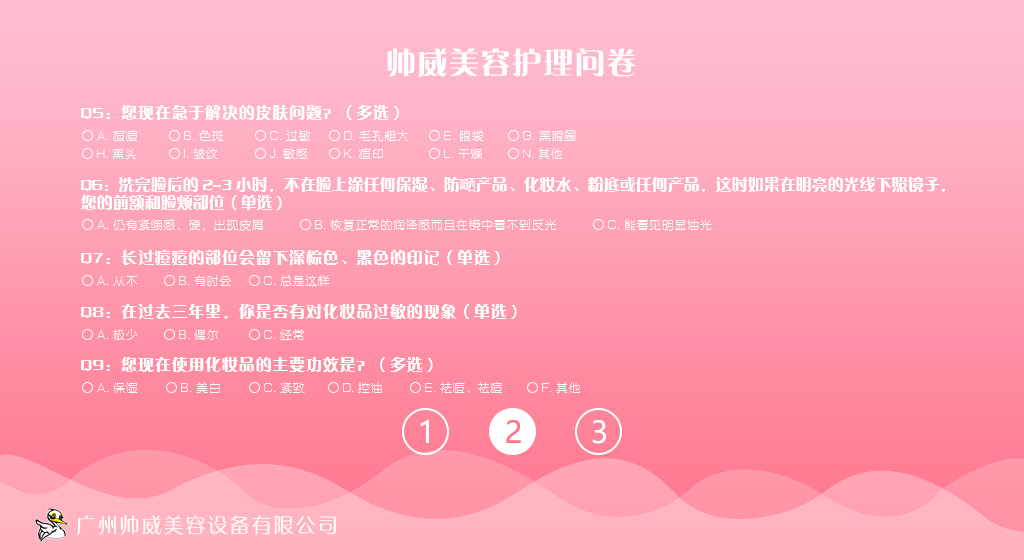 帅威美容护理问卷
Q5：您现在急于解决的皮肤问题？（多选）
A. 痘痘 B. 色斑 C. 过敏 D. 毛孔粗大 E. 眼袋 G. 黑眼圈
H. 黑头 I. 皱纹 J. 敏感 K. 痘印 L. 干燥 N. 其他
Q6：洗完脸后的 2-3 小时，不在脸上涂任何保湿、防晒产品、化妆水、粉底或任何产品，这时如果在明亮的光线下照镜子，
您的前额和脸颊部位（单选）
A. 仍有紧绷感、硬，出现皮屑 B. 恢复正常的润泽感而且在镜中看不到反光 C. 能看见明显油光
Q7：长过痘痘的部位会留下深棕色、黑色的印记（单选）
A. 从不 B. 有时会 C. 总是这样
Q8：在过去三年里，你是否有对化妆品过敏的现象（单选）
A. 极少 B. 偶尔 C. 经常
Q9：您现在使用化妆品的主要功效是？（多选）
A. 保湿 B. 美白 C. 紧致 D. 控油 E. 祛痘、祛痘 F. 其他
1 2 3
广州帅威美容设备有限公司